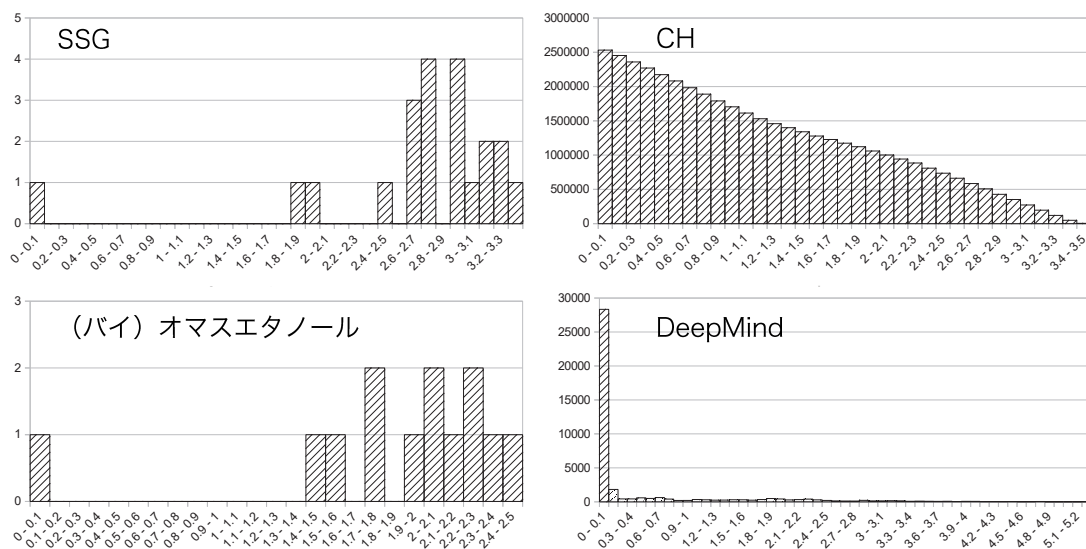 SSG
5
4
3
2
1
0
0 - 0.1
0.2 - 0.3
0.4 - 0.5
0.6 - 0.7
0.8 - 0.9
1 - 1.1
1.2 - 1.3
1.4 - 1.5
1.6 - 1.7
1.8 - 1.9
2 - 2.1
2.2 - 2.3
2.4 - 2.5
2.6 - 2.7
2.8 - 2.9
3 - 3.1
3.2 - 3.3
CH
3000000
2500000
2000000
1500000
1000000
500000
0
0 - 0.1
0.2 - 0.3
0.4 - 0.5
0.6 - 0.7
0.8 - 0.9
1 - 1.1
1.2 - 1.3
1.4 - 1.5
1.6 - 1.7
1.8 - 1.9
2 - 2.1
2.2 - 2.3
2.4 - 2.5
2.6 - 2.7
2.8 - 2.9
3 - 3.1
3.2 - 3.3
3.4 - 3.5
（バイ）オマスエタノール
3
2
1
0
0 - 0.1
0.1 - 0.2
0.2 - 0.3
0.3 - 0.4
0.4 - 0.5
0.5 - 0.6
0.6 - 0.7
0.7 - 0.8
0.8 - 0.9
0.9 - 1
1 - 1.1
1.1 - 1.2
1.2 - 1.3
1.3 - 1.4
1.4 - 1.5
1.5 - 1.6
1.6 - 1.7
1.7 - 1.8
1.8 - 1.9
1.9 - 2
2 - 2.1
2.1 - 2.2
2.2 - 2.3
2.3 - 2.4
2.4 - 2.5
DeepMind
30000
25000
20000
15000
10000
5000
0
0 - 0.1
0.3 - 0.4
0.6 - 0.7
0.9 - 1
1.2 - 1.3
1.5 - 1.6
1.8 - 1.9
2.1 - 2.2
2.4 - 2.5
2.7 - 2.8
3 - 3.1
3.3 - 3.4
3.6 - 3.7
3.9 - 4
4.2 - 4.3
4.5 - 4.6
4.8 - 4.9
5.1 - 5.2